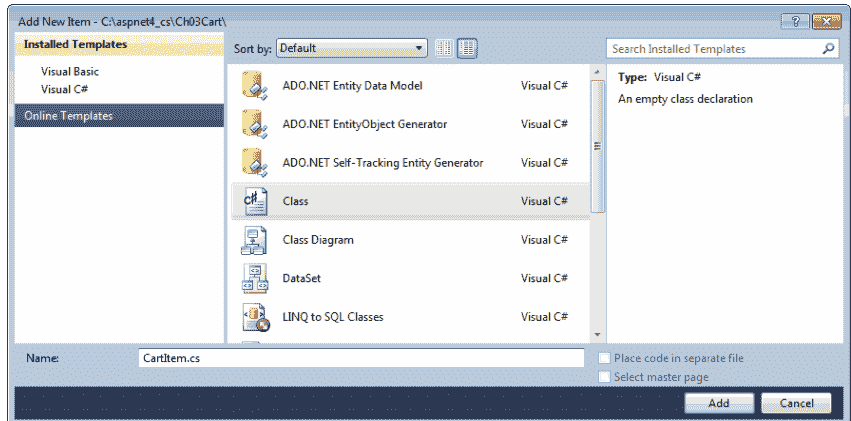 Add New Item - C:\aspnet4_cs\Ch03Cart\
Installed Templates
Visual Basic
Visual C#
Online Templates
Sort by: Default
Search Installed Templates
ADO.NET Entity Data Model Visual C#
ADO.NET EntityObject Generator Visual C#
ADO.NET Self-Tracking Entity Generator Visual C#
Class Visual C#
Class Diagram Visual C#
DataSet Visual C#
LINQ to SQL Classes Visual C#
Type: Visual C#
An empty class declaration
Name: CartItem.cs
Place code in separate file
Select master page
Add Cancel